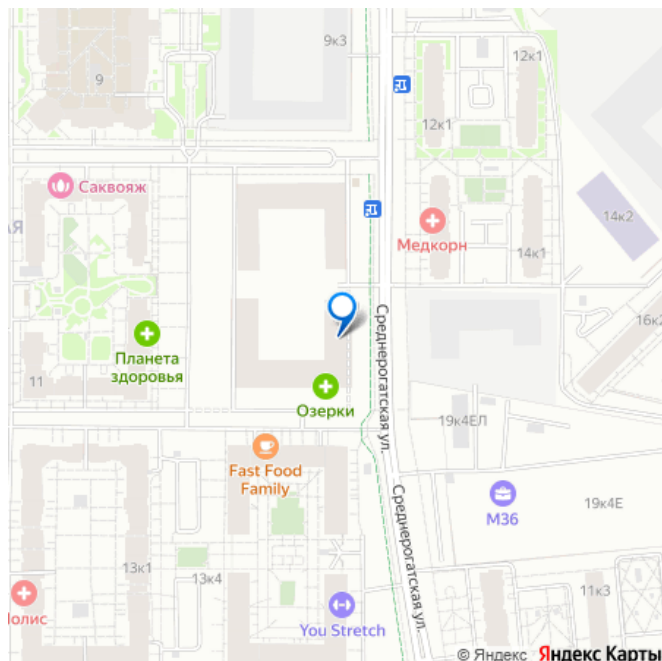 9к3
9
12к1
12к1
Саквояж
АЯ
14к2
Медкорн
14к1
Среднерогатская ул.
16к2
Планета
здоровья
11
Озерки
19к4ЕЛ
Fast Food
Family
Среднерогатская ул.
19к4Е
М36
13к1
13к4
11к3
Полис
You Stretch
© Яндекс Яндекс Карты